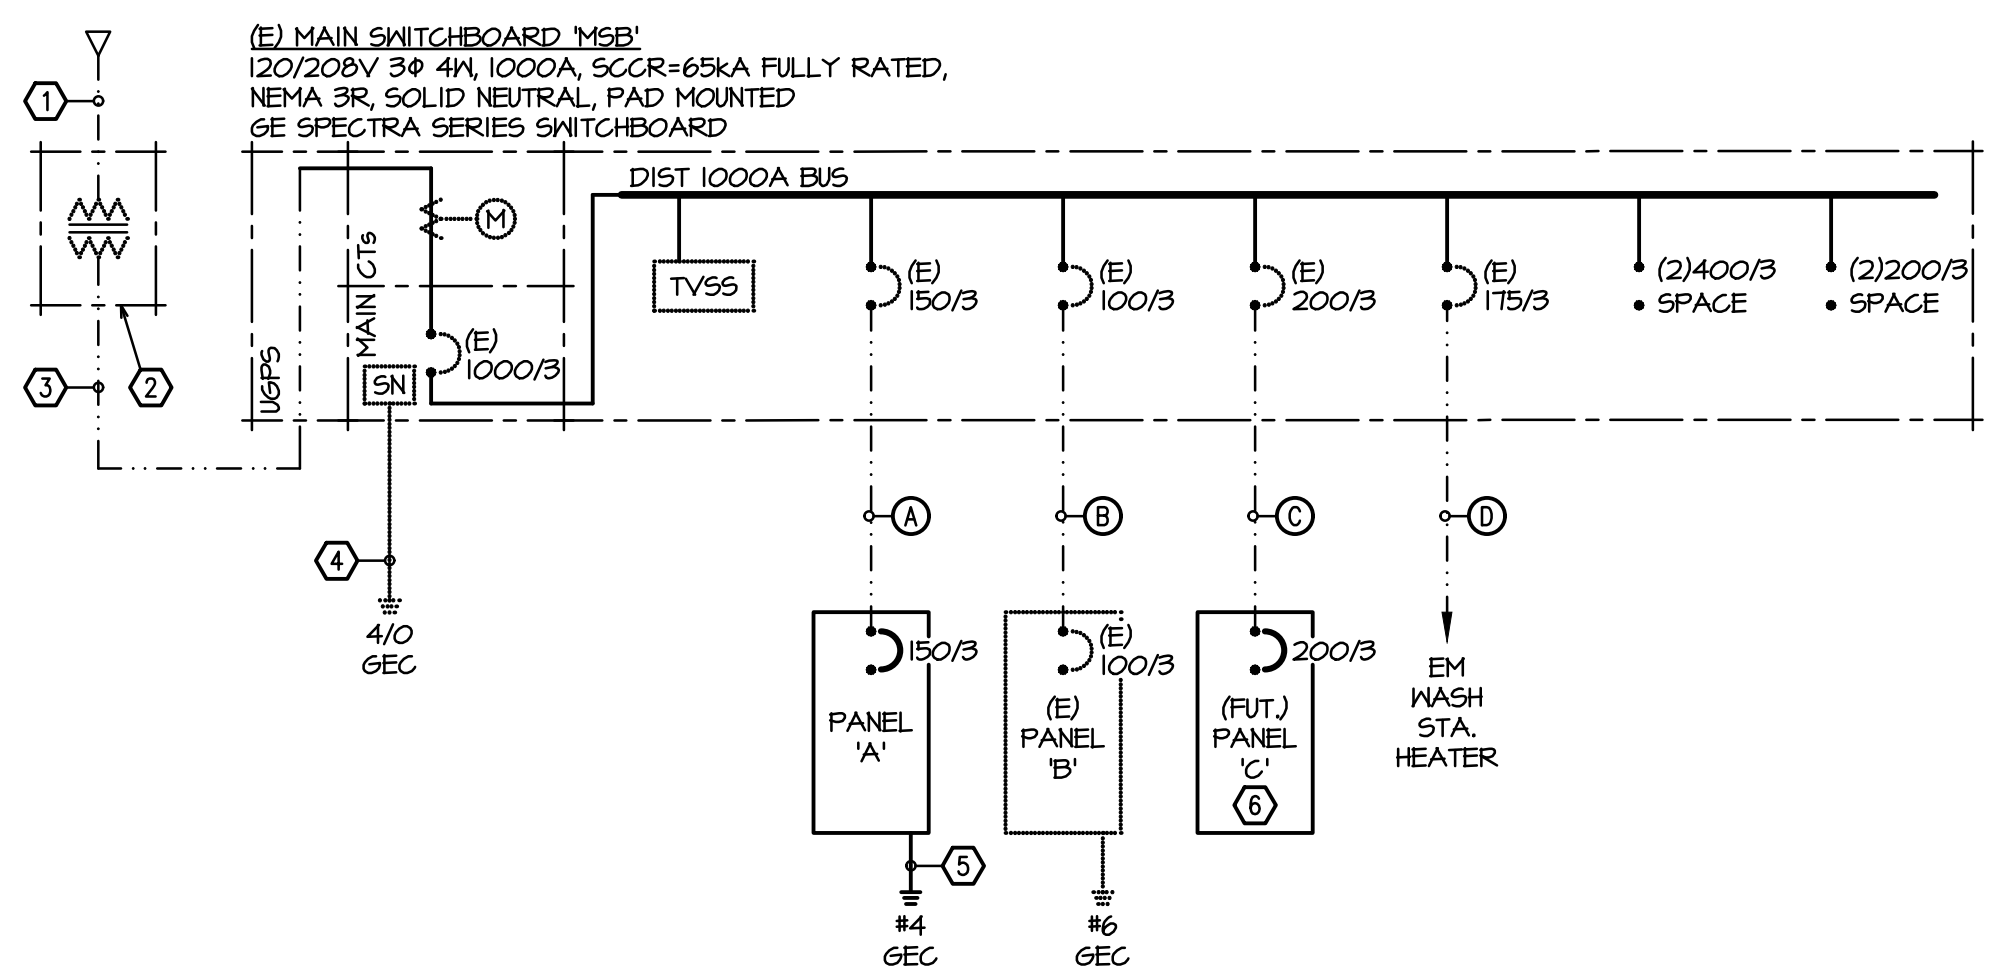 (E) MAIN SWITCHBOARD 'MSB'
120/208V 3Φ 4W, 1000A, SCCR=65kA FULLY RATED,
NEMA 3R, SOLID NEUTRAL, PAD MOUNTED
GE SPECTRA SERIES SWITCHBOARD
1
2
3
UGPS
MAIN CTs
M
(E)
1000/3
SN
4
4/0
GEC
DIST 1000A BUS
TVSS
(E)
150/3
(E)
100/3
(E)
200/3
(E)
175/3
(2)400/3
SPACE
(2)200/3
SPACE
A
B
C
D
150/3
PANEL
'A'
5
#4
GEC
(E)
100/3
(E)
PANEL
'B'
#6
GEC
200/3
(FUT.)
PANEL
'C'
6
EM
WASH
STA.
HEATER